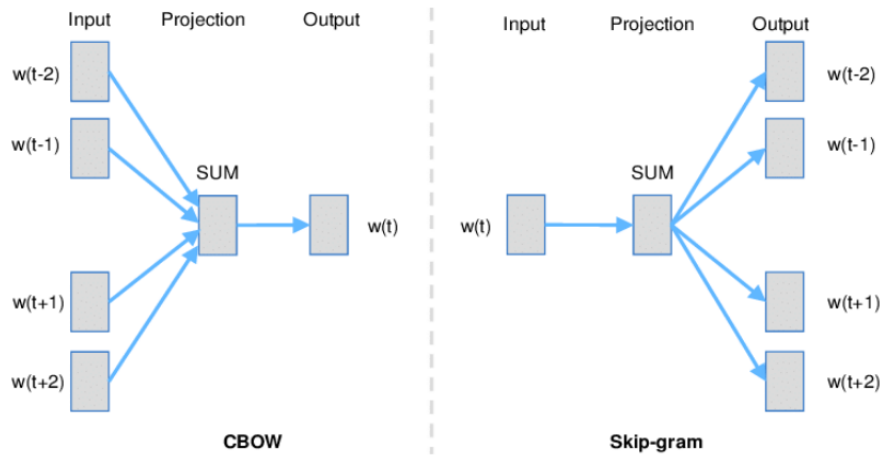 Input Projection Output
w(t-2)
w(t-1)
SUM
w(t)
w(t+1)
w(t+2)
CBOW
Input Projection Output
w(t-2)
w(t-1)
SUM
w(t)
w(t+1)
w(t+2)
Skip-gram